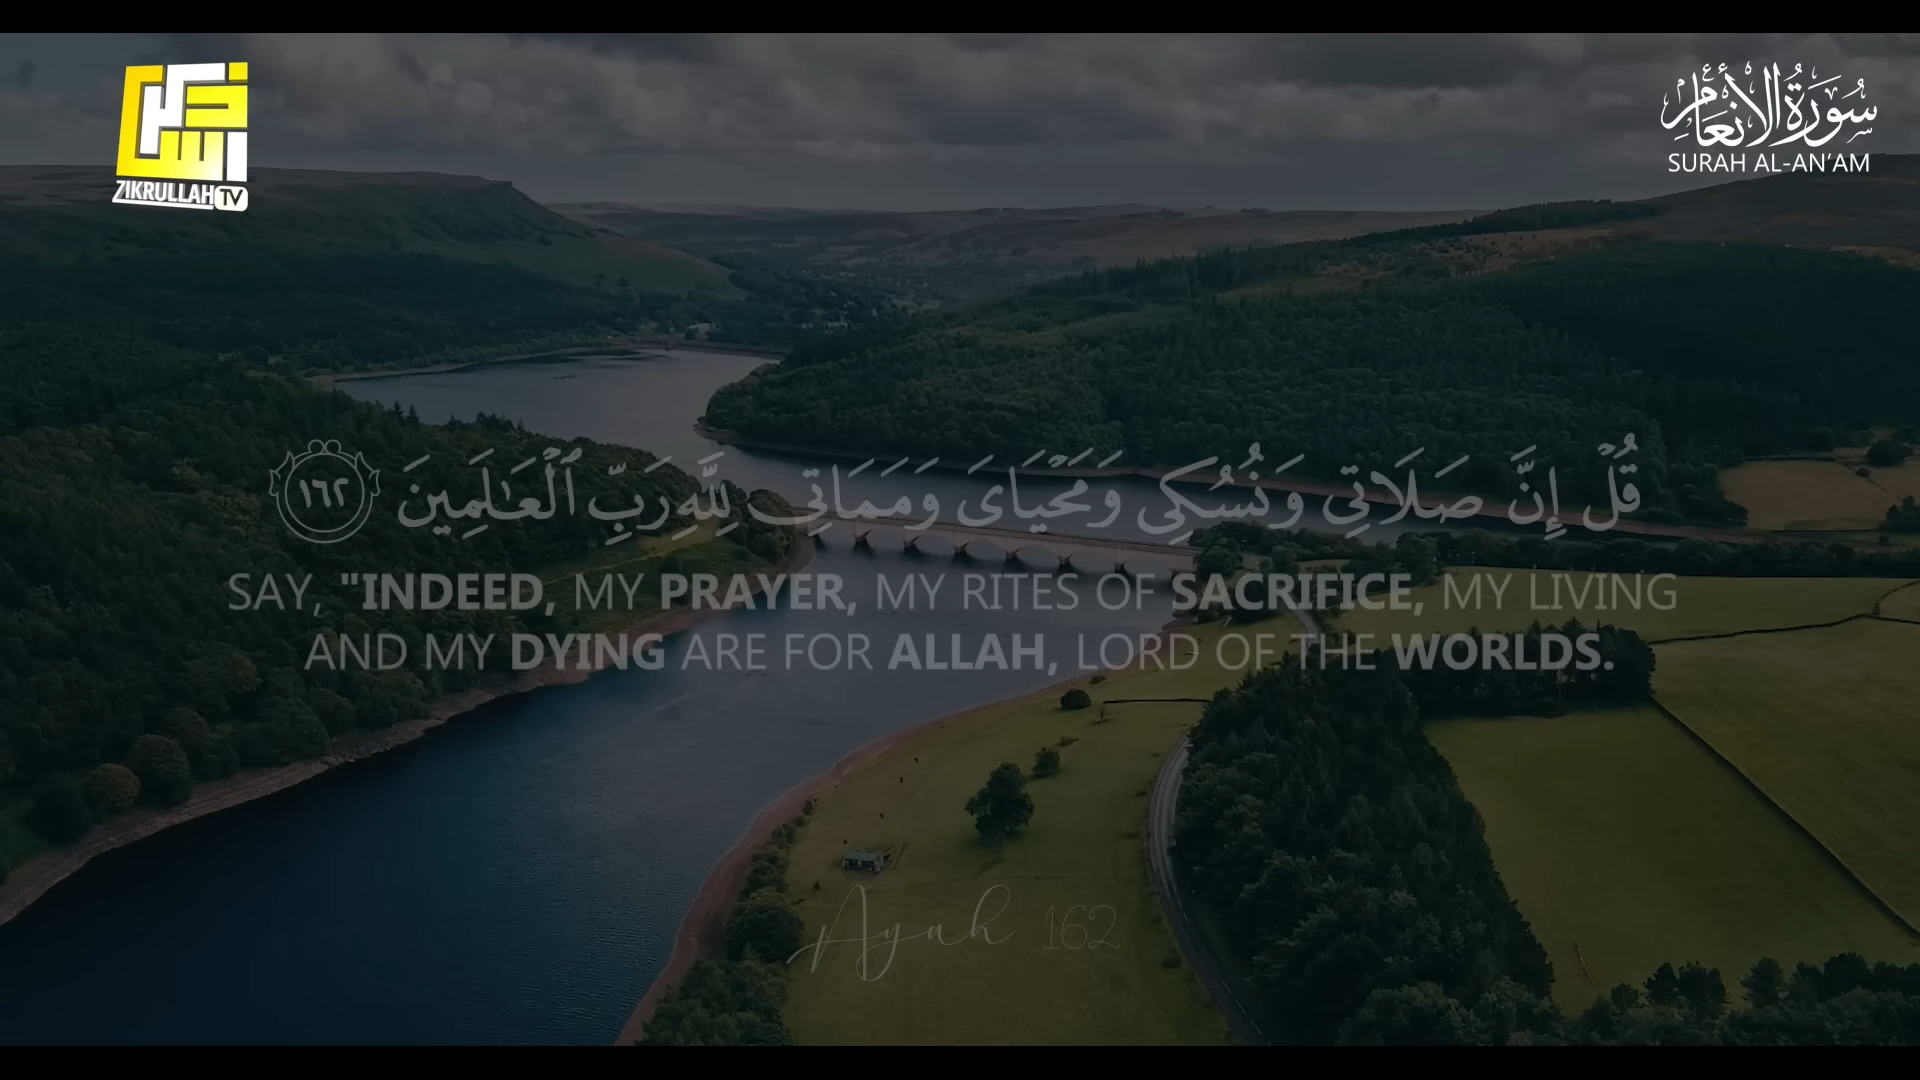 ZIKRULLAH TV
سُورَةُ الأَنْعَامِ
SURAH AL-AN'AM
قُلْ إِنَّ صَلَاتِي وَنُسُكِي وَمَحْيَايَ وَمَمَاتِي لِلَّهِ رَبِّ الْعَـٰلَمِينَ ١٦٢
SAY, "INDEED, MY PRAYER, MY RITES OF SACRIFICE, MY LIVING
AND MY DYING ARE FOR ALLAH, LORD OF THE WORLDS.
Ayah 162